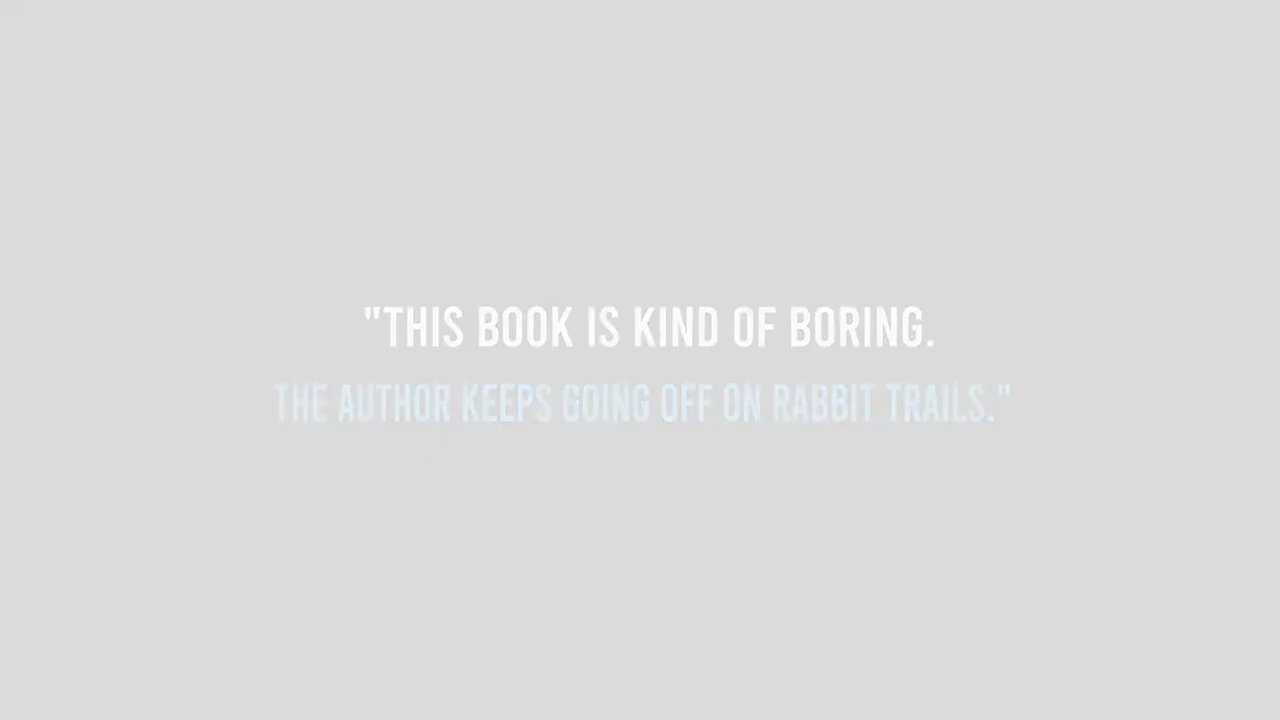 "THIS BOOK IS KIND OF BORING.
THE AUTHOR KEEPS GOING OFF ON RABBIT TRAILS."